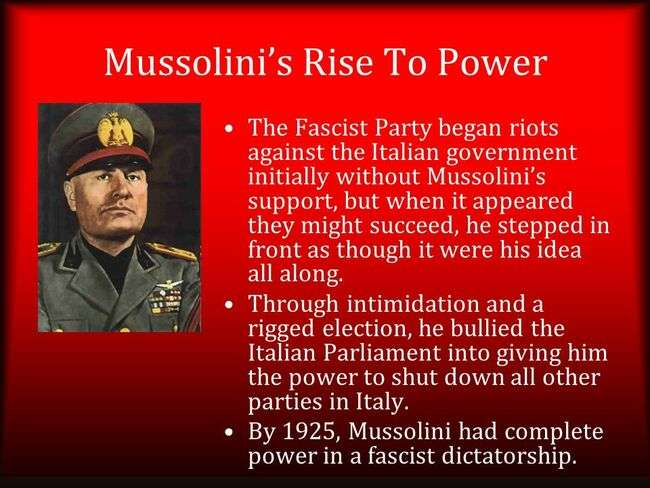 Mussolini’s Rise To Power
• The Fascist Party began riots
against the Italian government
initially without Mussolini’s
support, but when it appeared
they might succeed, he stepped in
front as though it were his idea
all along.
• Through intimidation and a
rigged election, he bullied the
Italian Parliament into giving him
the power to shut down all other
parties in Italy.
• By 1925, Mussolini had complete
power in a fascist dictatorship.